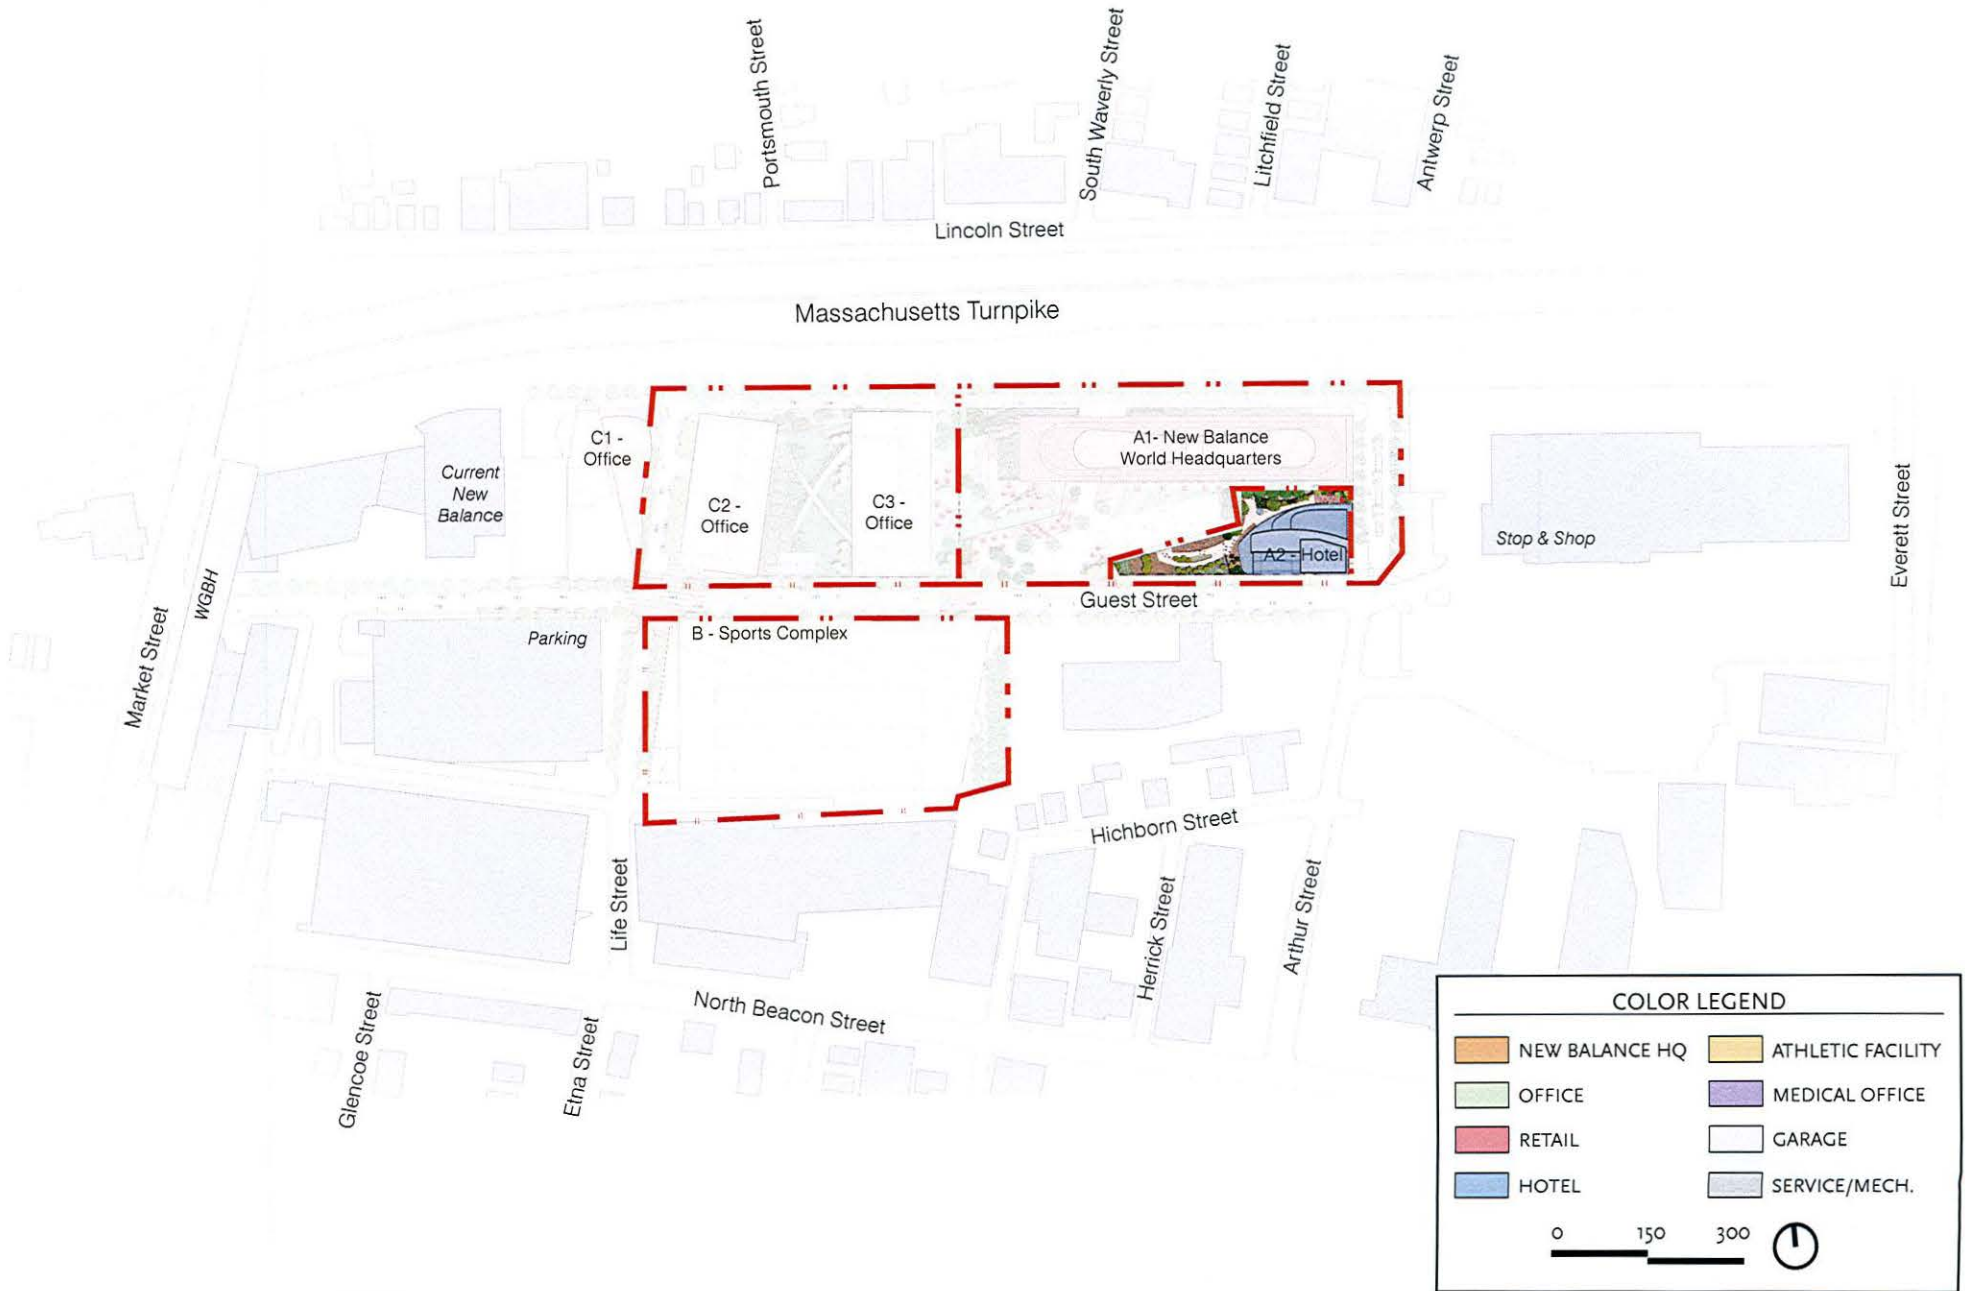 Portsmouth Street
South Waverly Street
Litchfield Street
Antwerp Street
Lincoln Street
Massachusetts Turnpike
C1 -
Office
Current
New
Balance
C2 -
Office
C3 -
Office
A1- New Balance
World Headquarters
A2 - Hotel
Stop & Shop
Everett Street
Guest Street
WGBH
Market Street
Parking
B - Sports Complex
Hichborn Street
Life Street
Herrick Street
Arthur Street
North Beacon Street
Glencoe Street
Etna Street
COLOR LEGEND
NEW BALANCE HQ
ATHLETIC FACILITY
OFFICE
MEDICAL OFFICE
RETAIL
GARAGE
HOTEL
SERVICE/MECH.
0 150 300